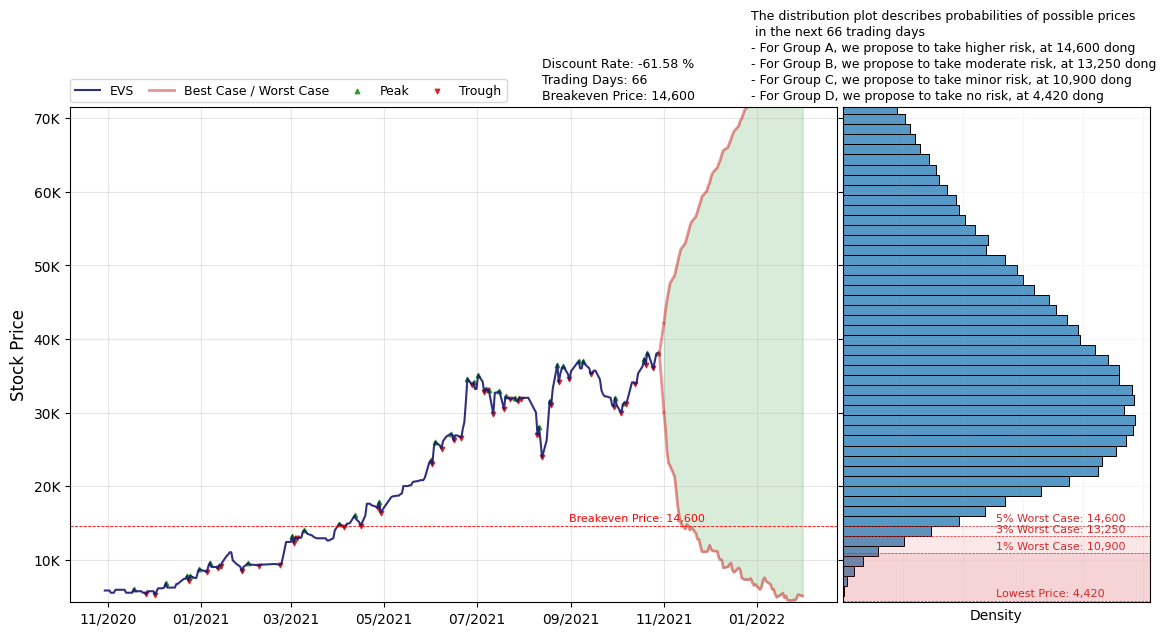 The distribution plot describes probabilities of possible prices
in the next 66 trading days
- For Group A, we propose to take higher risk, at 14,600 dong
- For Group B, we propose to take moderate risk, at 13,250 dong
- For Group C, we propose to take minor risk, at 10,900 dong
- For Group D, we propose to take no risk, at 4,420 dong
Discount Rate: -61.58 %
Trading Days: 66
Breakeven Price: 14,600
EVS Best Case / Worst Case Peak Trough
Stock Price
70K
60K
50K
40K
30K
20K
10K
Breakeven Price: 14,600
5% Worst Case: 14,600
3% Worst Case: 13,250
1% Worst Case: 10,900
Lowest Price: 4,420
11/2020 01/2021 03/2021 05/2021 07/2021 09/2021 11/2021 01/2022
Density